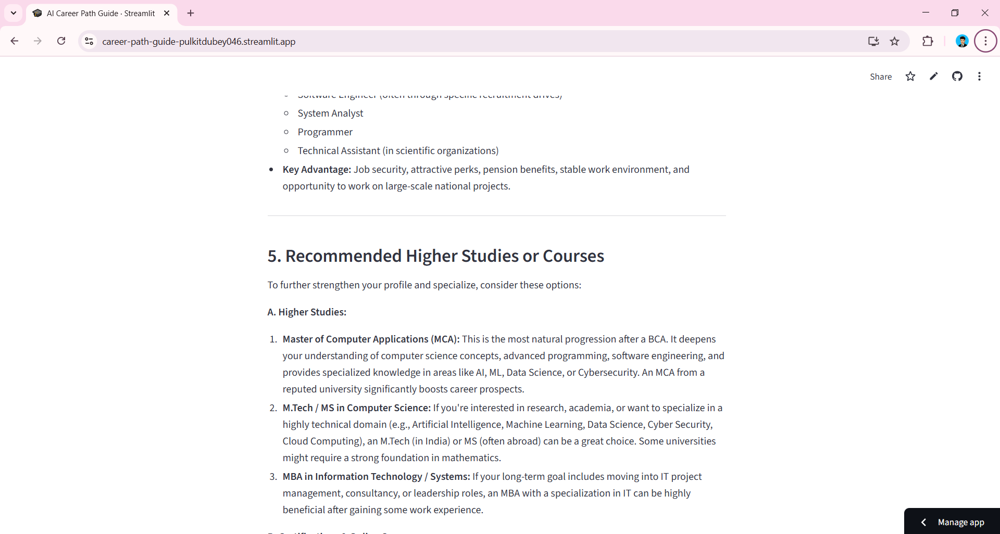 AI Career Path Guide · Streamlit
career-path-guide-pulkitdubey046.streamlit.app
Share
Software Engineer (often through specific recruitment drives)
System Analyst
Programmer
Technical Assistant (in scientific organizations)
Key Advantage: Job security, attractive perks, pension benefits, stable work environment, and
opportunity to work on large-scale national projects.
5. Recommended Higher Studies or Courses
To further strengthen your profile and specialize, consider these options:
A. Higher Studies:
1. Master of Computer Applications (MCA): This is the most natural progression after a BCA. It deepens
your understanding of computer science concepts, advanced programming, software engineering, and
provides specialized knowledge in areas like AI, ML, Data Science, or Cybersecurity. An MCA from a
reputed university significantly boosts career prospects.
2. M.Tech / MS in Computer Science: If you're interested in research, academia, or want to specialize in a
highly technical domain (e.g., Artificial Intelligence, Machine Learning, Data Science, Cyber Security,
Cloud Computing), an M.Tech (in India) or MS (often abroad) can be a great choice. Some universities
might require a strong foundation in mathematics.
3. MBA in Information Technology / Systems: If your long-term goal includes moving into IT project
management, consultancy, or leadership roles, an MBA with a specialization in IT can be highly
beneficial after gaining some work experience.
Manage app